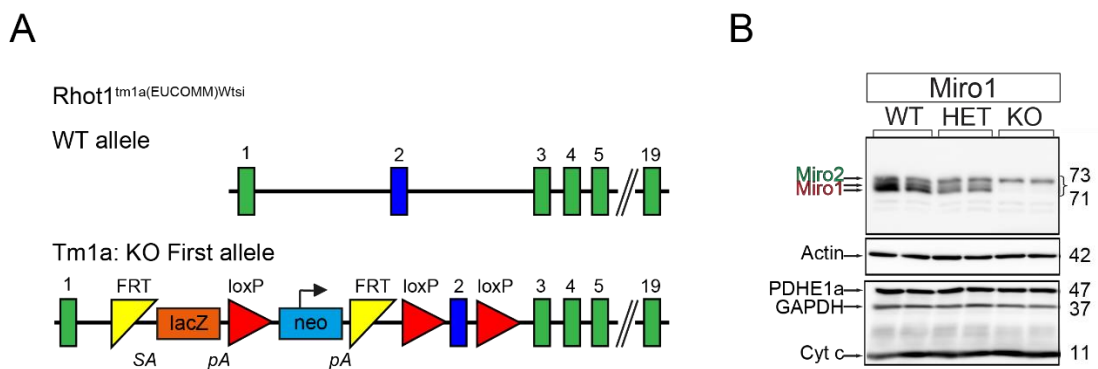 A
Rhot1tm1a(EUCOMM)Wtsi
WT allele
1 2 3 4 5 19
Tm1a: KO First allele
1 FRT loxP FRT loxP 2 loxP 3 4 5 19
lacZ neo
SA pA pA
B
Miro1
WT HET KO
Miro2 73
Miro1 71
Actin 42
PDHE1a 47
GAPDH 37
Cyt c 11